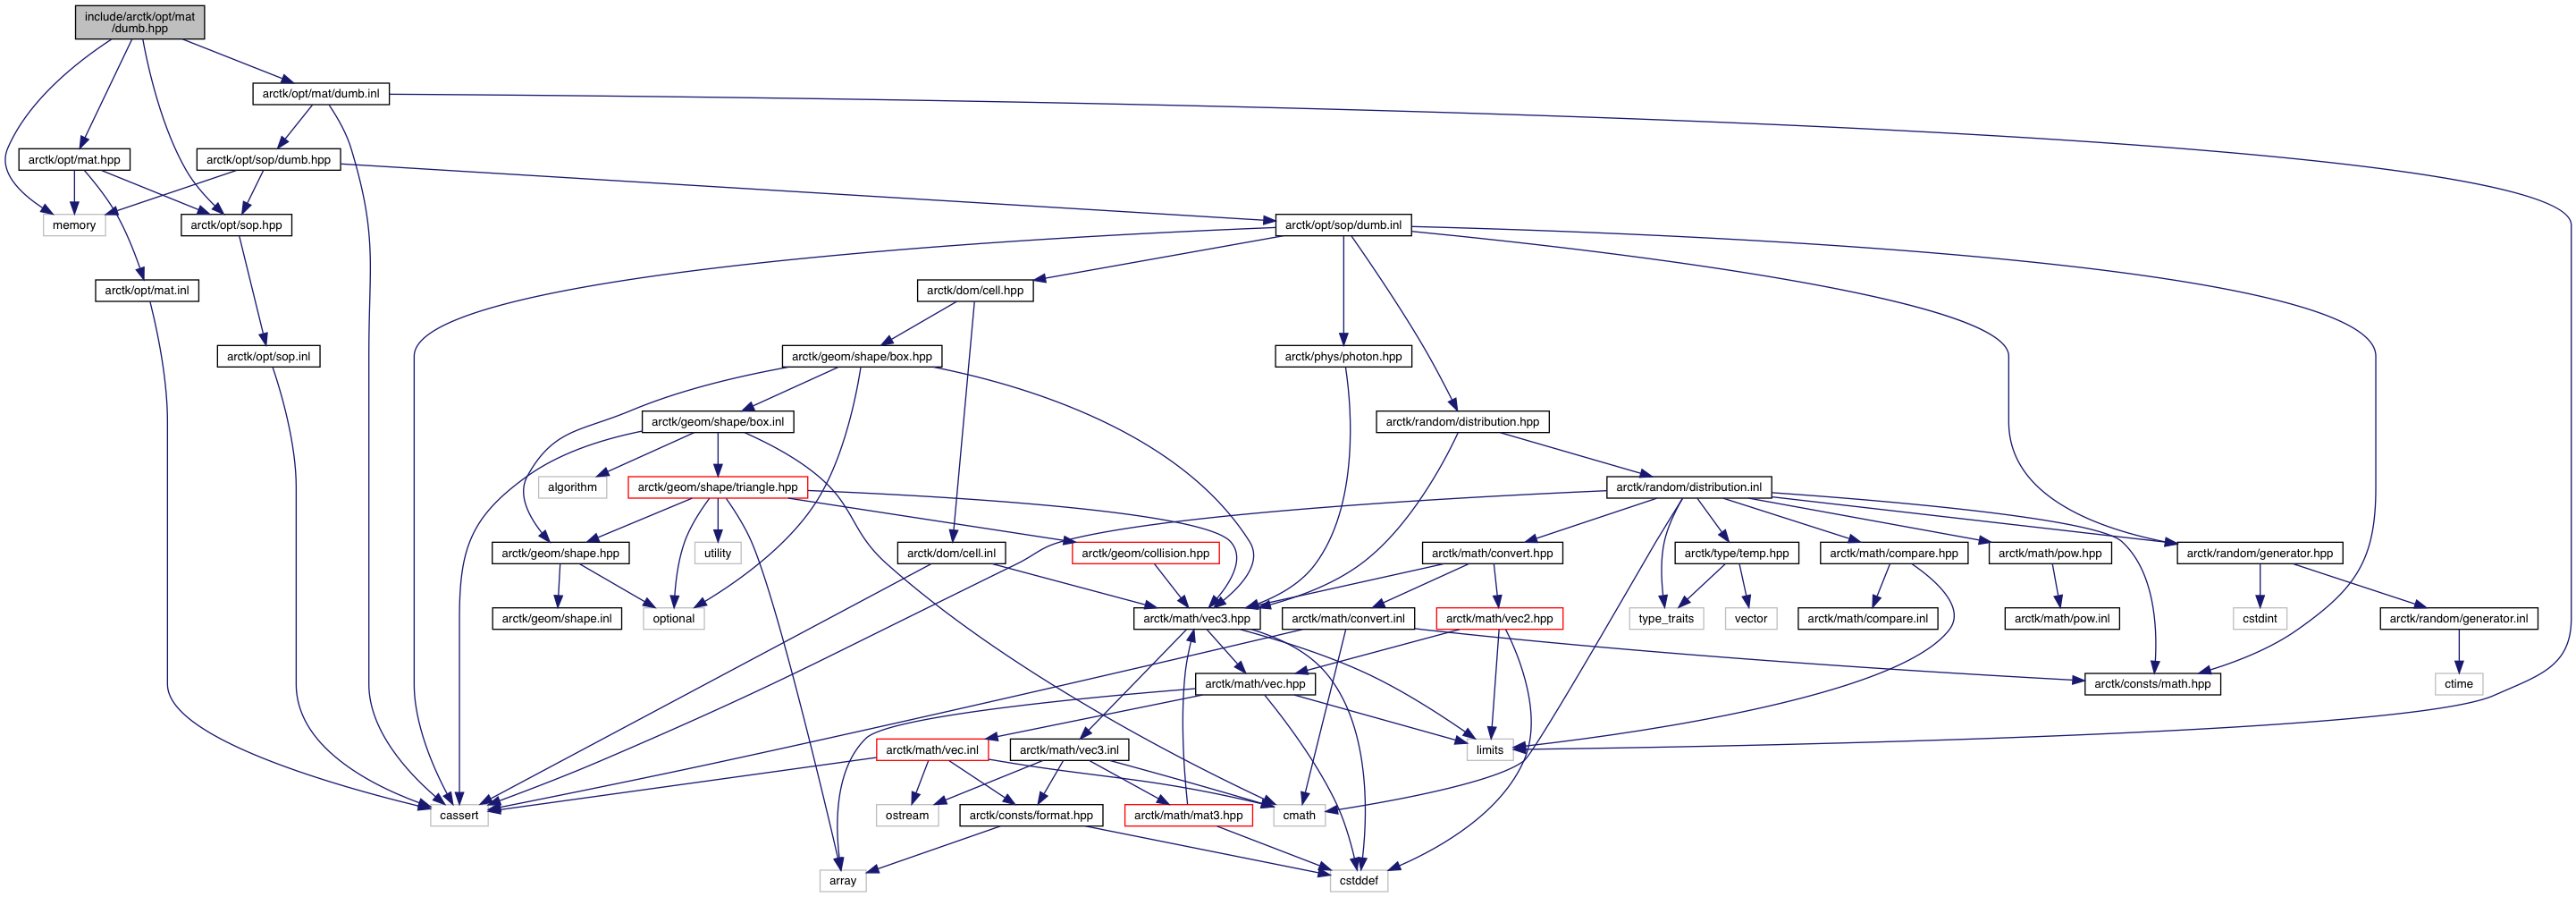 include/arctk/opt/mat
/dumb.hpp
arctk/opt/mat/dumb.inl
arctk/opt/mat.hpp
arctk/opt/sop/dumb.hpp
memory
arctk/opt/sop.hpp
arctk/opt/sop/dumb.inl
arctk/opt/mat.inl
arctk/dom/cell.hpp
arctk/opt/sop.inl
arctk/geom/shape/box.hpp
arctk/phys/photon.hpp
arctk/geom/shape/box.inl
arctk/random/distribution.hpp
algorithm
arctk/geom/shape/triangle.hpp
arctk/random/distribution.inl
arctk/geom/shape.hpp
utility
arctk/dom/cell.inl
arctk/geom/collision.hpp
arctk/math/convert.hpp
arctk/type/temp.hpp
arctk/math/compare.hpp
arctk/math/pow.hpp
arctk/random/generator.hpp
arctk/geom/shape.inl
optional
arctk/math/vec3.hpp
arctk/math/convert.inl
arctk/math/vec2.hpp
type_traits
vector
arctk/math/compare.inl
arctk/math/pow.inl
cstdint
arctk/random/generator.inl
arctk/math/vec.hpp
arctk/consts/math.hpp
ctime
arctk/math/vec.inl
arctk/math/vec3.inl
limits
cassert
ostream
arctk/consts/format.hpp
arctk/math/mat3.hpp
cmath
array
cstddef